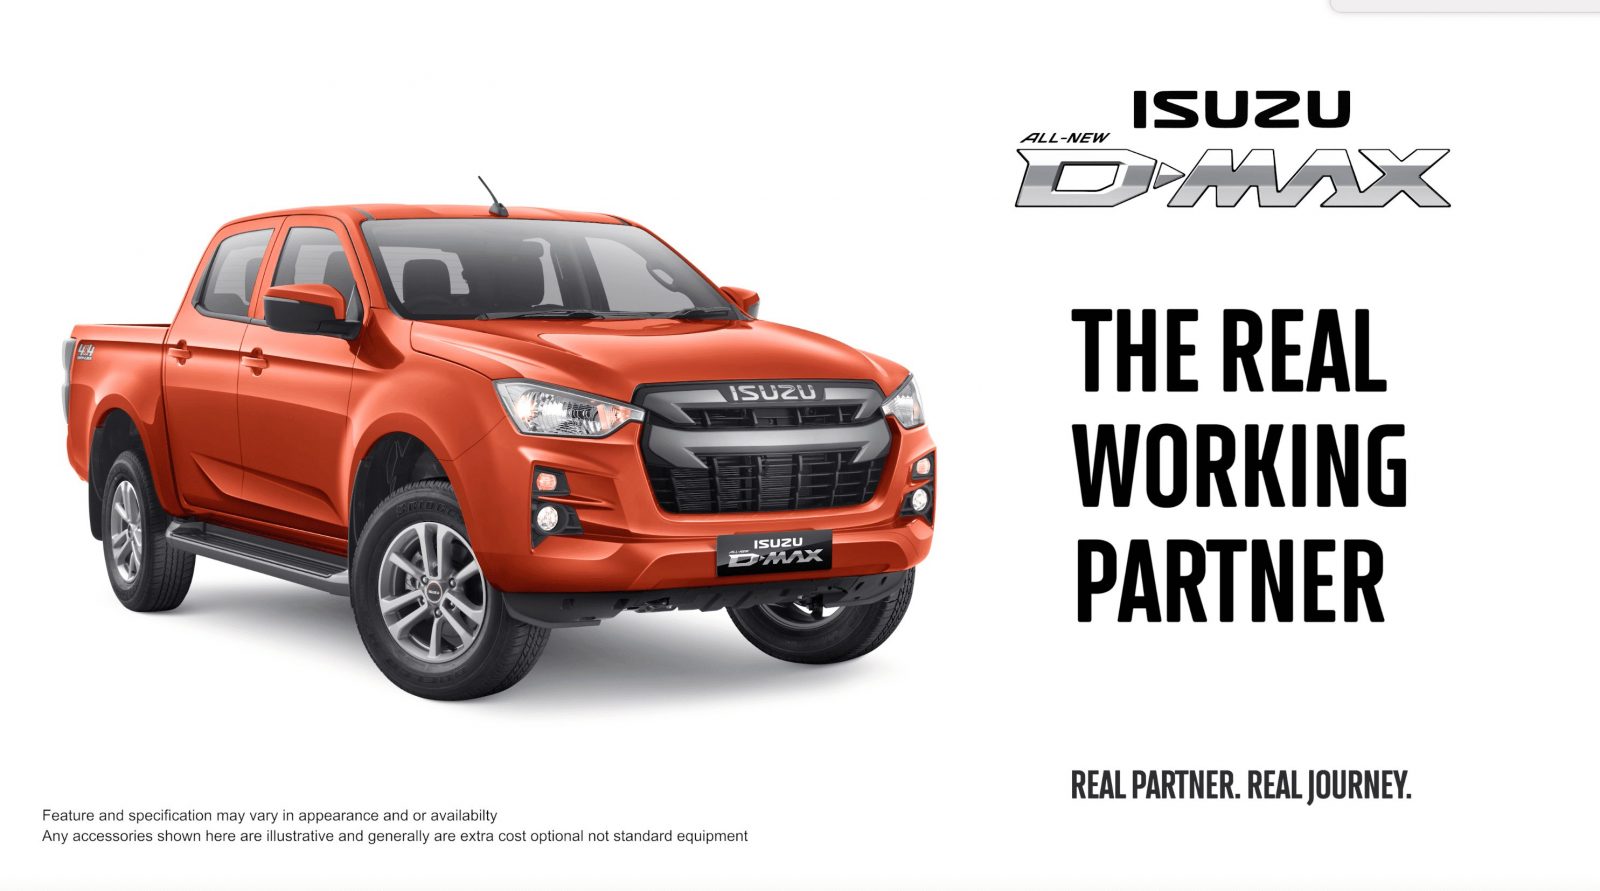 ISUZU
ALL-NEW
D-MAX
THE REAL
WORKING
PARTNER
REAL PARTNER. REAL JOURNEY.
4x4
ISUZU
ISUZU
ALL-NEW
D-MAX
Feature and specification may vary in appearance and or availabilty
Any accessories shown here are illustrative and generally are extra cost optional not standard equipment